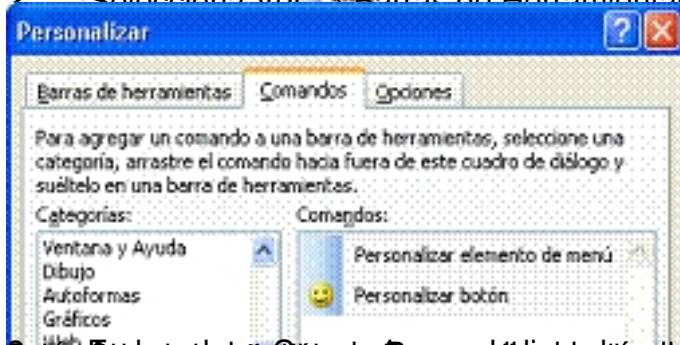 Personalizar
Barras de herramientas Comandos Opciones
Para agregar un comando a una barra de herramientas, seleccione una
categoría, arrastre el comando hacia fuera de este cuadro de diálogo y
suéltelo en una barra de herramientas.
Categorías: Comandos:
Ventana y Ayuda Personalizar elemento de menú
Dibujo
Autoformas Personalizar botón
Gráficos